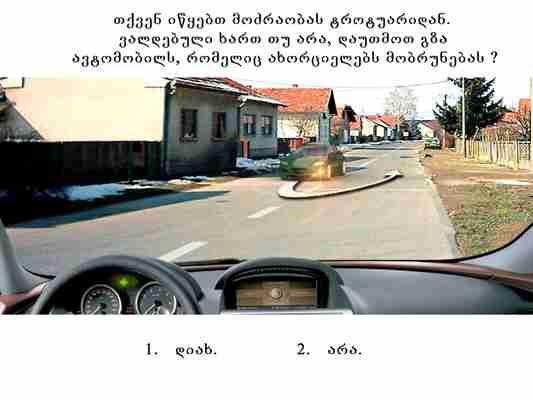 თქვენ იწყებთ მოძრაობას ტროტუარიდან.
ვალდებული ხართ თუ არა, დაუთმოთ გზა
ავტომობილს, რომელიც ახორციელებს მობრუნებას ?
1. დიახ. 2. არა.